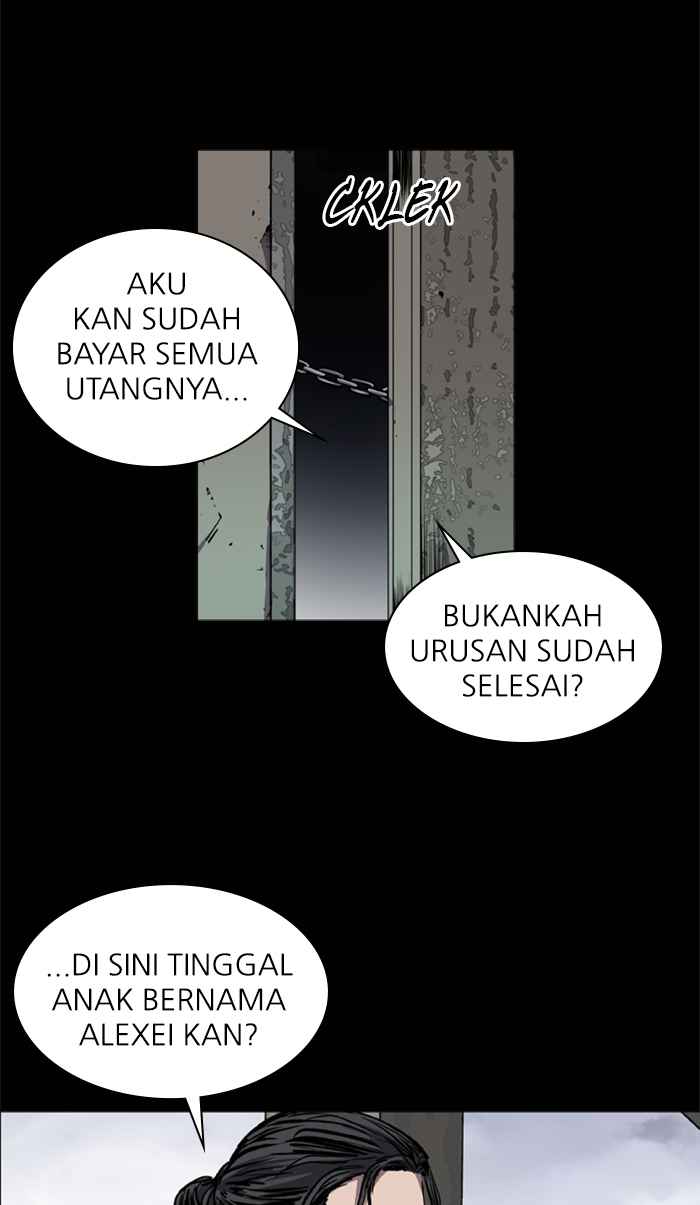 CKLEK
AKU
KAN SUDAH
BAYAR SEMUA
UTANGNYA...
BUKANKAH
URUSAN SUDAH
SELESAI?
...DI SINI TINGGAL
ANAK BERNAMA
ALEXEI KAN?